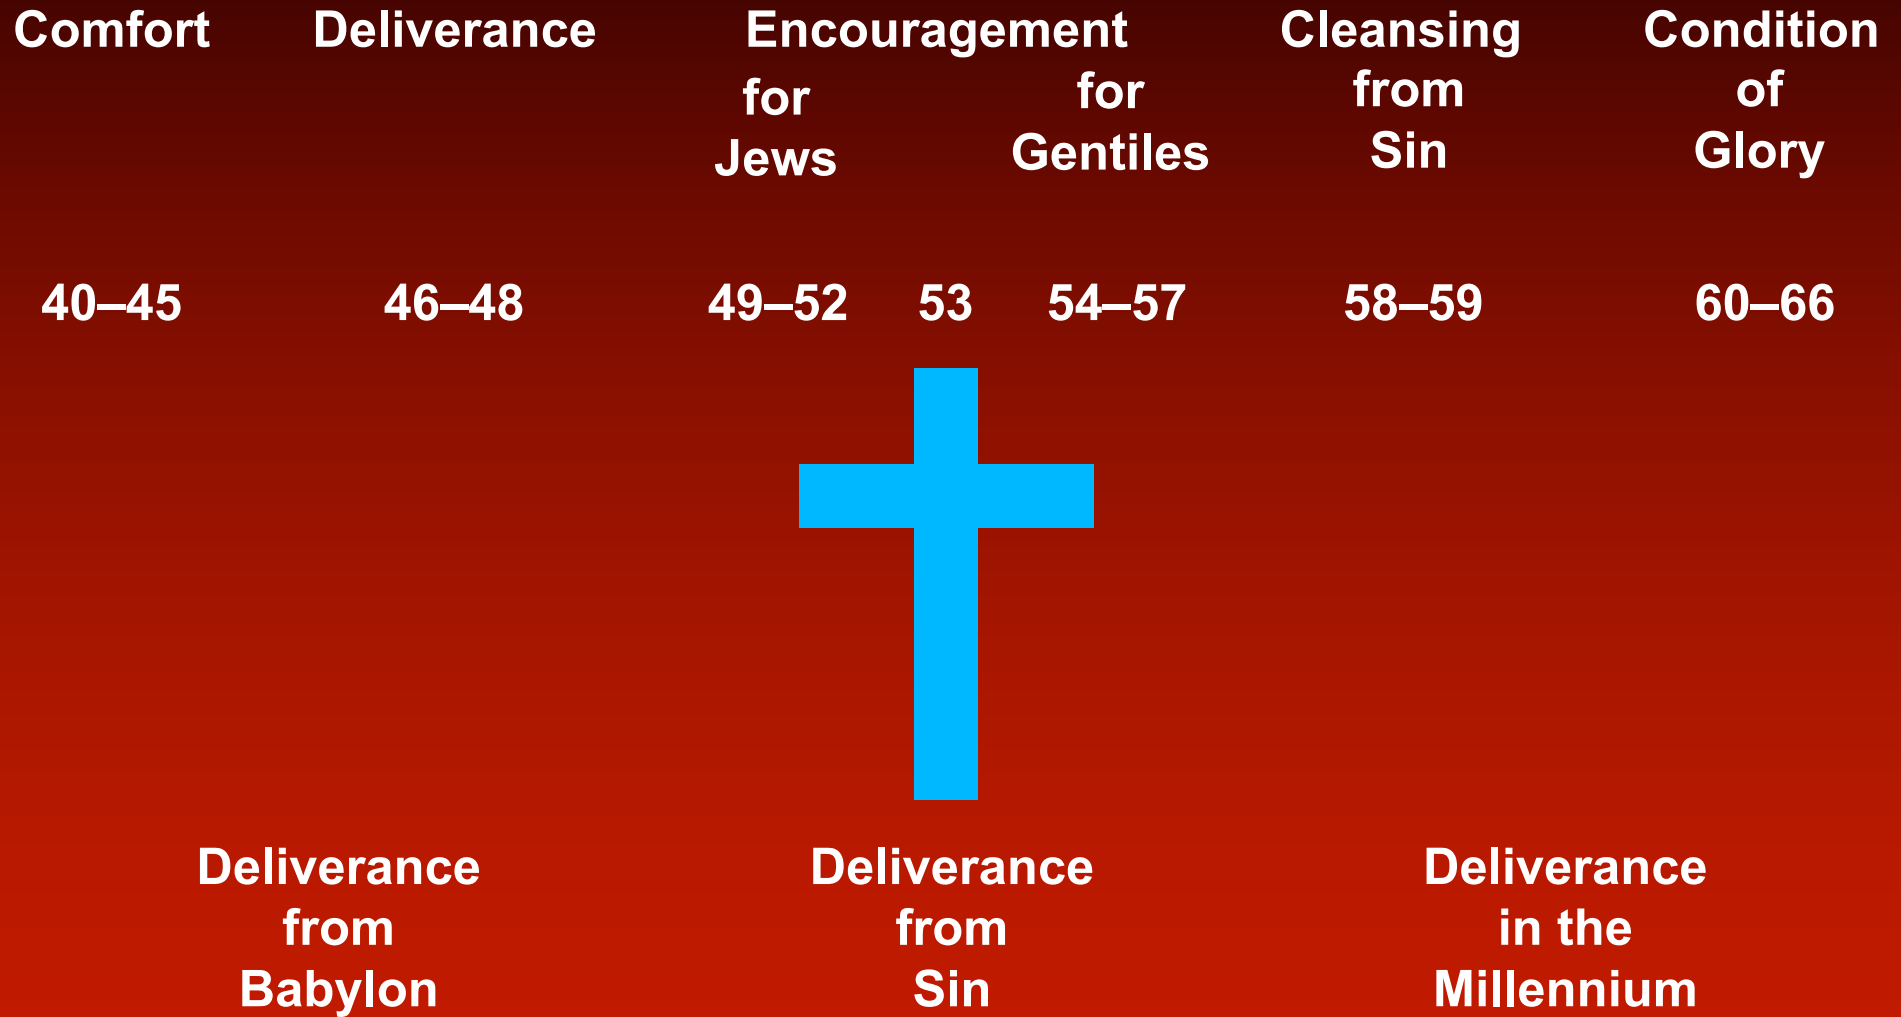 Comfort Deliverance Encouragement Cleansing Condition
for for from of
Jews Gentiles Sin Glory
40–45 46–48 49–52 53 54–57 58–59 60–66
Deliverance Deliverance Deliverance
from from in the
Babylon Sin Millennium